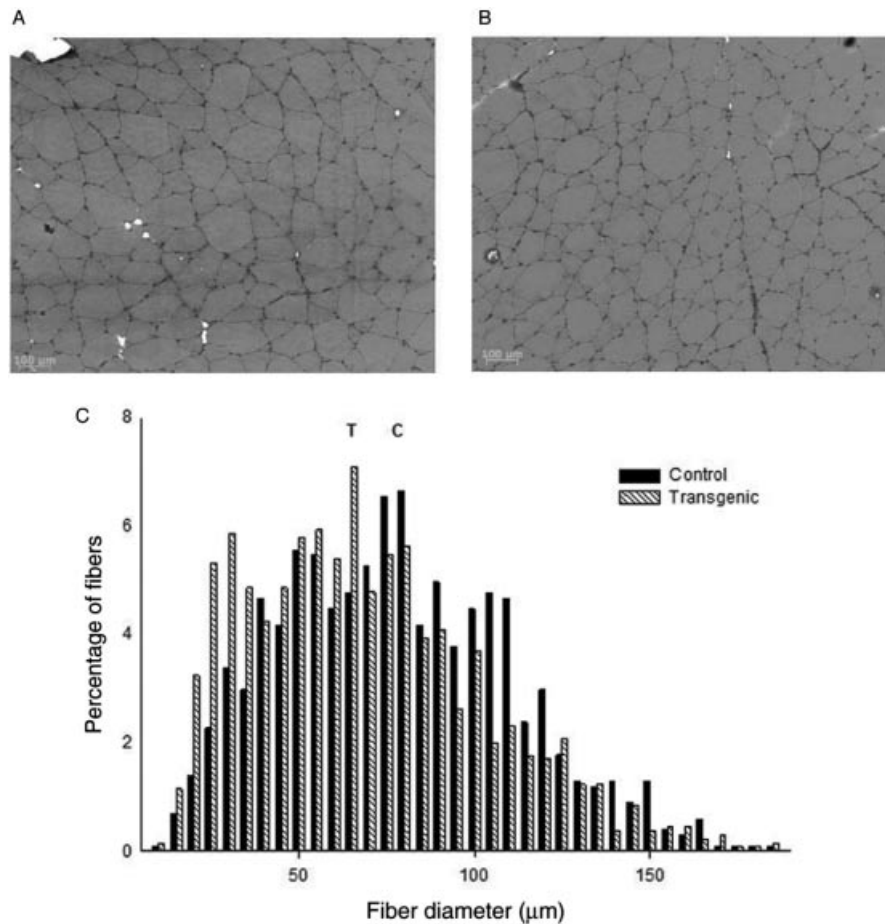 A
B
100 µm
100 µm
C
8
6
4
2
0
T C
Control
Transgenic
Percentage of fibers
50
100
150
Fiber diameter (µm)